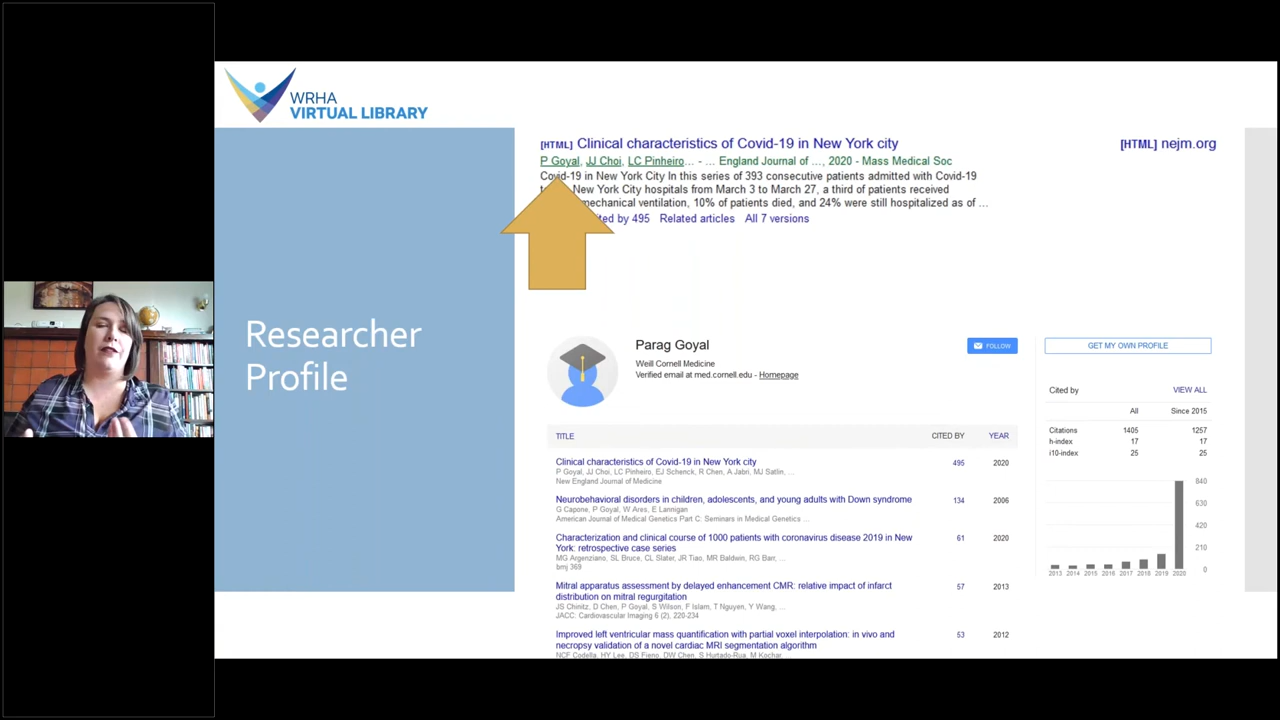 WRHA
VIRTUAL LIBRARY
Researcher
Profile
[HTML] Clinical characteristics of Covid-19 in New York city
[HTML] nejm.org
P Goyal, JJ Choi, LC Pinheiro... - ... England Journal of ..., 2020 - Mass Medical Soc
Covid-19 in New York City In this series of 393 consecutive patients admitted with Covid-19
New York City hospitals from March 3 to March 27, a third of patients received
mechanical ventilation, 10% of patients died, and 24% were still hospitalized as of ...
by 495 Related articles All 7 versions
Parag Goyal
Weill Cornell Medicine
Verified email at med.cornell.edu - Homepage
FOLLOW
GET MY OWN PROFILE
TITLE CITED BY YEAR
Clinical characteristics of Covid-19 in New York city 495 2020
P Goyal, JJ Choi, LC Pinheiro, EJ Schenck, R Chen, A Jabri, MJ Satlin, ...
New England Journal of Medicine
Neurobehavioral disorders in children, adolescents, and young adults with Down syndrome 134 2006
G Capone, P Goyal, W Ares, E Lannigan
American Journal of Medical Genetics Part C: Seminars in Medical Genetics ...
Characterization and clinical course of 1000 patients with coronavirus disease 2019 in New 61 2020
York: retrospective case series
MG Argenziano, SL Bruce, CL Slater, JR Tiao, MR Baldwin, RG Barr, ...
bmj 369
Mitral apparatus assessment by delayed enhancement CMR: relative impact of infarct 57 2013
distribution on mitral regurgitation
JS Chinitz, D Chen, P Goyal, S Wilson, F Islam, T Nguyen, Y Wang, ...
JACC: Cardiovascular Imaging 6 (2), 220-234
Improved left ventricular mass quantification with partial voxel interpolation: in vivo and 53 2012
necropsy validation of a novel cardiac MRI segmentation algorithm
NCF Codella, HY Lee, DS Fieno, DW Chen, S Hurtado-Rua, M Kochar,
Cited by VIEW ALL
All Since 2015
Citations 1405 1257
h-index 17 17
i10-index 25 25
840
630
420
210
0
2013 2014 2015 2016 2017 2018 2019 2020